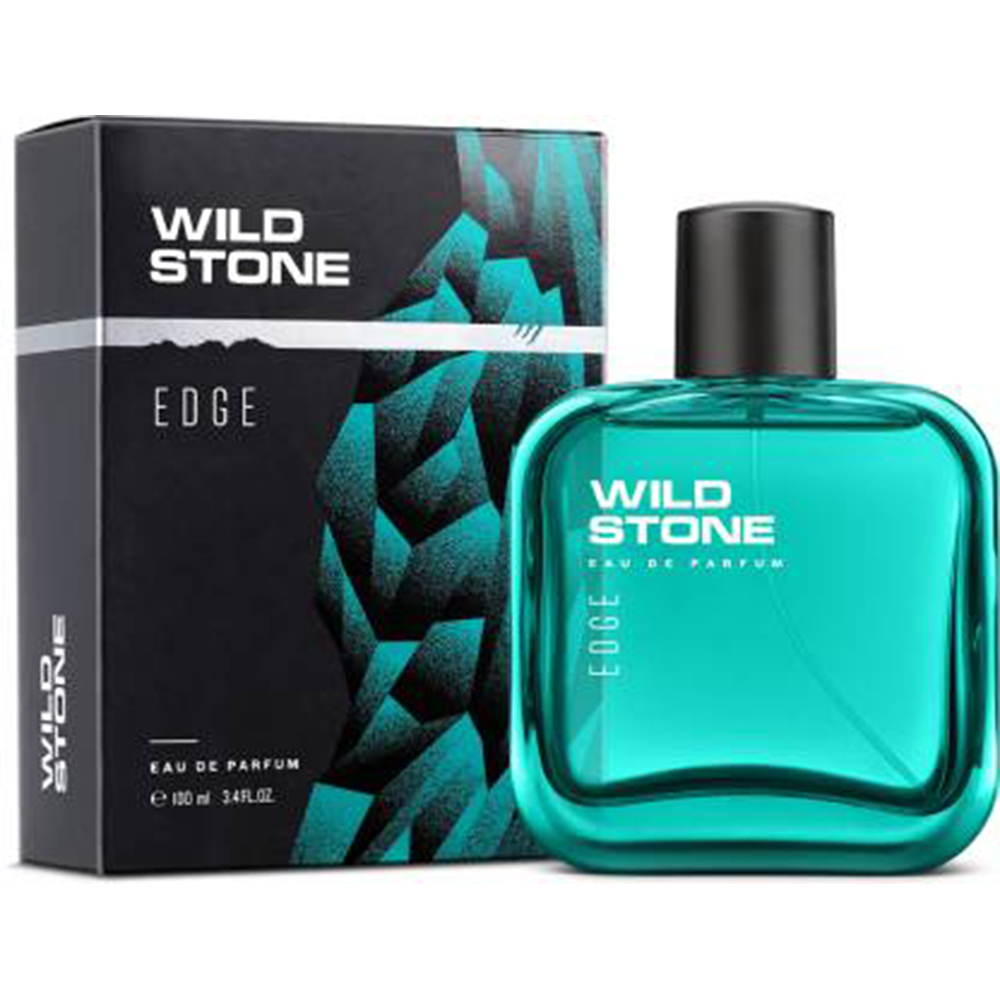 WILD
STONE
EDGE
EAU DE PARFUM
℮ 100 ml 3.4FL.OZ.
WILD
STONE
WILD
STONE
EAU DE PARFUM
EDGE